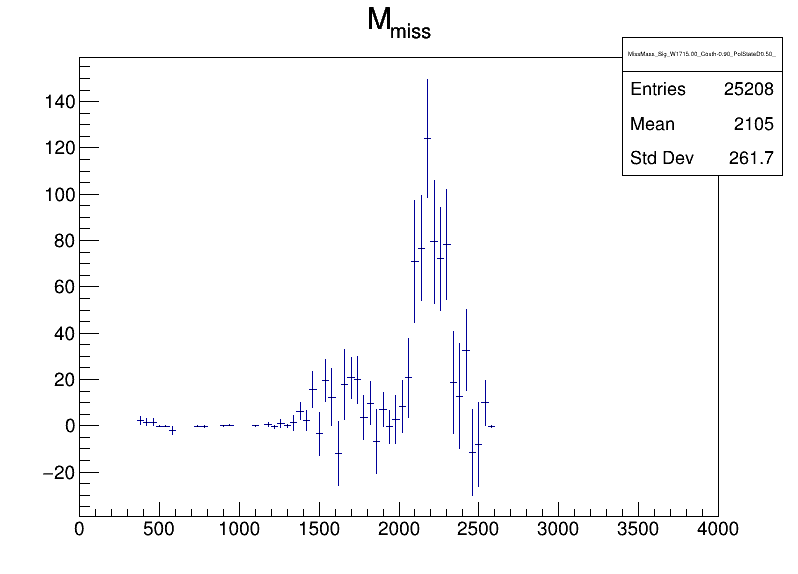 M_miss
MissMass_Sig_W1715.00_Costh-0.90_PolStateD0.50_
Entries 25208
Mean 2105
Std Dev 261.7
140
120
100
80
60
40
20
0
−20
0 500 1000 1500 2000 2500 3000 3500 4000